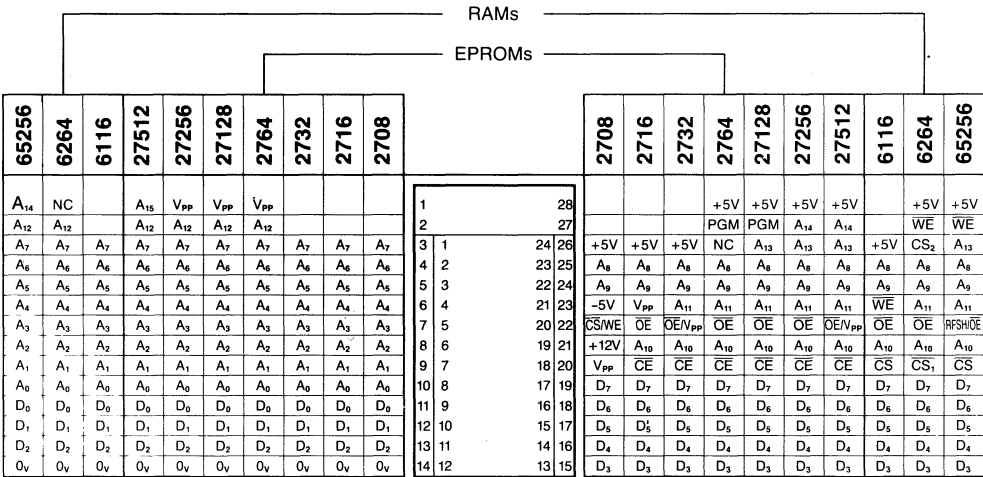 RAMs
EPROMs
65256 6264 6116 27512 27256 27128 2764 2732 2716 2708 2708 2716 2732 2764 27128 27256 27512 6116 6264 65256
A14 NC A15 VPP VPP VPP 1 28 +5V +5V +5V +5V +5V +5V
A12 A12 A12 A12 A12 A12 2 27 PGM PGM A14 A14 W̅E̅ W̅E̅
A7 A7 A7 A7 A7 A7 A7 A7 A7 A7 3 1 24 26 +5V +5V +5V NC A13 A13 A13 +5V CS2 A13
A6 A6 A6 A6 A6 A6 A6 A6 A6 A6 4 2 23 25 A8 A8 A8 A8 A8 A8 A8 A8 A8 A8
A5 A5 A5 A5 A5 A5 A5 A5 A5 A5 5 3 22 24 A9 A9 A9 A9 A9 A9 A9 A9 A9 A9
A4 A4 A4 A4 A4 A4 A4 A4 A4 A4 6 4 21 23 -5V VPP A11 A11 A11 A11 A11 W̅E̅ A11 A11
A3 A3 A3 A3 A3 A3 A3 A3 A3 A3 7 5 20 22 C̅S̅/WE O̅E̅ O̅E̅/VPP O̅E̅ O̅E̅ O̅E̅ O̅E̅/VPP O̅E̅ O̅E̅ RFSH/O̅E̅
A2 A2 A2 A2 A2 A2 A2 A2 A2 A2 8 6 19 21 +12V A10 A10 A10 A10 A10 A10 A10 A10 A10
A1 A1 A1 A1 A1 A1 A1 A1 A1 A1 9 7 18 20 VPP C̅E̅ C̅E̅ C̅E̅ C̅E̅ C̅E̅ C̅E̅ C̅S̅ C̅S̅1 C̅S̅
A0 A0 A0 A0 A0 A0 A0 A0 A0 A0 10 8 17 19 D7 D7 D7 D7 D7 D7 D7 D7 D7 D7
D0 D0 D0 D0 D0 D0 D0 D0 D0 D0 11 9 16 18 D6 D6 D6 D6 D6 D6 D6 D6 D6 D6
D1 D1 D1 D1 D1 D1 D1 D1 D1 D1 12 10 15 17 D5 D5 D5 D5 D5 D5 D5 D5 D5 D5
D2 D2 D2 D2 D2 D2 D2 D2 D2 D2 13 11 14 16 D4 D4 D4 D4 D4 D4 D4 D4 D4 D4
0v 0v 0v 0v 0v 0v 0v 0v 0v 0v 14 12 13 15 D3 D3 D3 D3 D3 D3 D3 D3 D3 D3